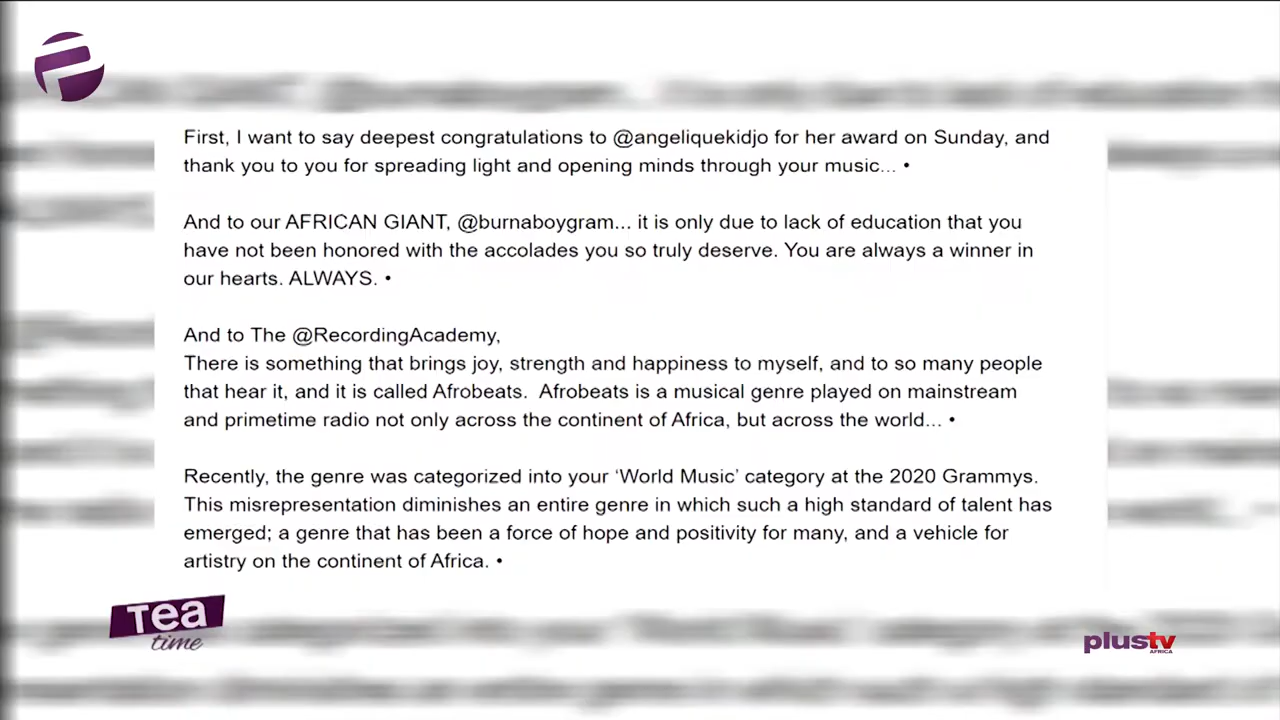 First, I want to say deepest congratulations to @angeliquekidjo for her award on Sunday, and
thank you to you for spreading light and opening minds through your music... •
And to our AFRICAN GIANT, @burnaboygram... it is only due to lack of education that you
have not been honored with the accolades you so truly deserve. You are always a winner in
our hearts. ALWAYS. •
And to The @RecordingAcademy,
There is something that brings joy, strength and happiness to myself, and to so many people
that hear it, and it is called Afrobeats.  Afrobeats is a musical genre played on mainstream
and primetime radio not only across the continent of Africa, but across the world... •
Recently, the genre was categorized into your ‘World Music’ category at the 2020 Grammys.
This misrepresentation diminishes an entire genre in which such a high standard of talent has
emerged; a genre that has been a force of hope and positivity for many, and a vehicle for
artistry on the continent of Africa. •
Tea
time
plustv
AFRICA